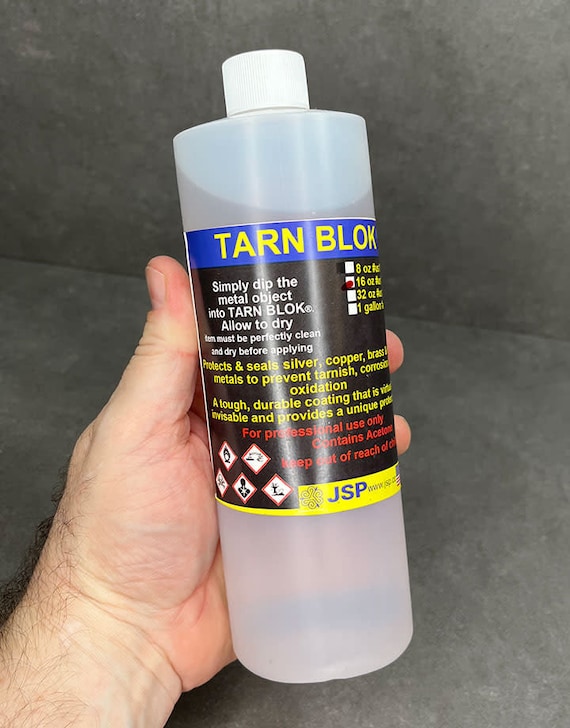 TARN BLOK
8 oz
16 oz
32 oz
1 gallon
Simply dip the
metal object
into TARN BLOK®.
Allow to dry
item must be perfectly clean
and dry before applying
Protects & seals silver, copper, brass &
metals to prevent tarnish, corrosion
oxidation
A tough, durable coating that is
invisable and provides a unique
For professional use only
Contains
Keep out of reach of
JSP www.jsp.